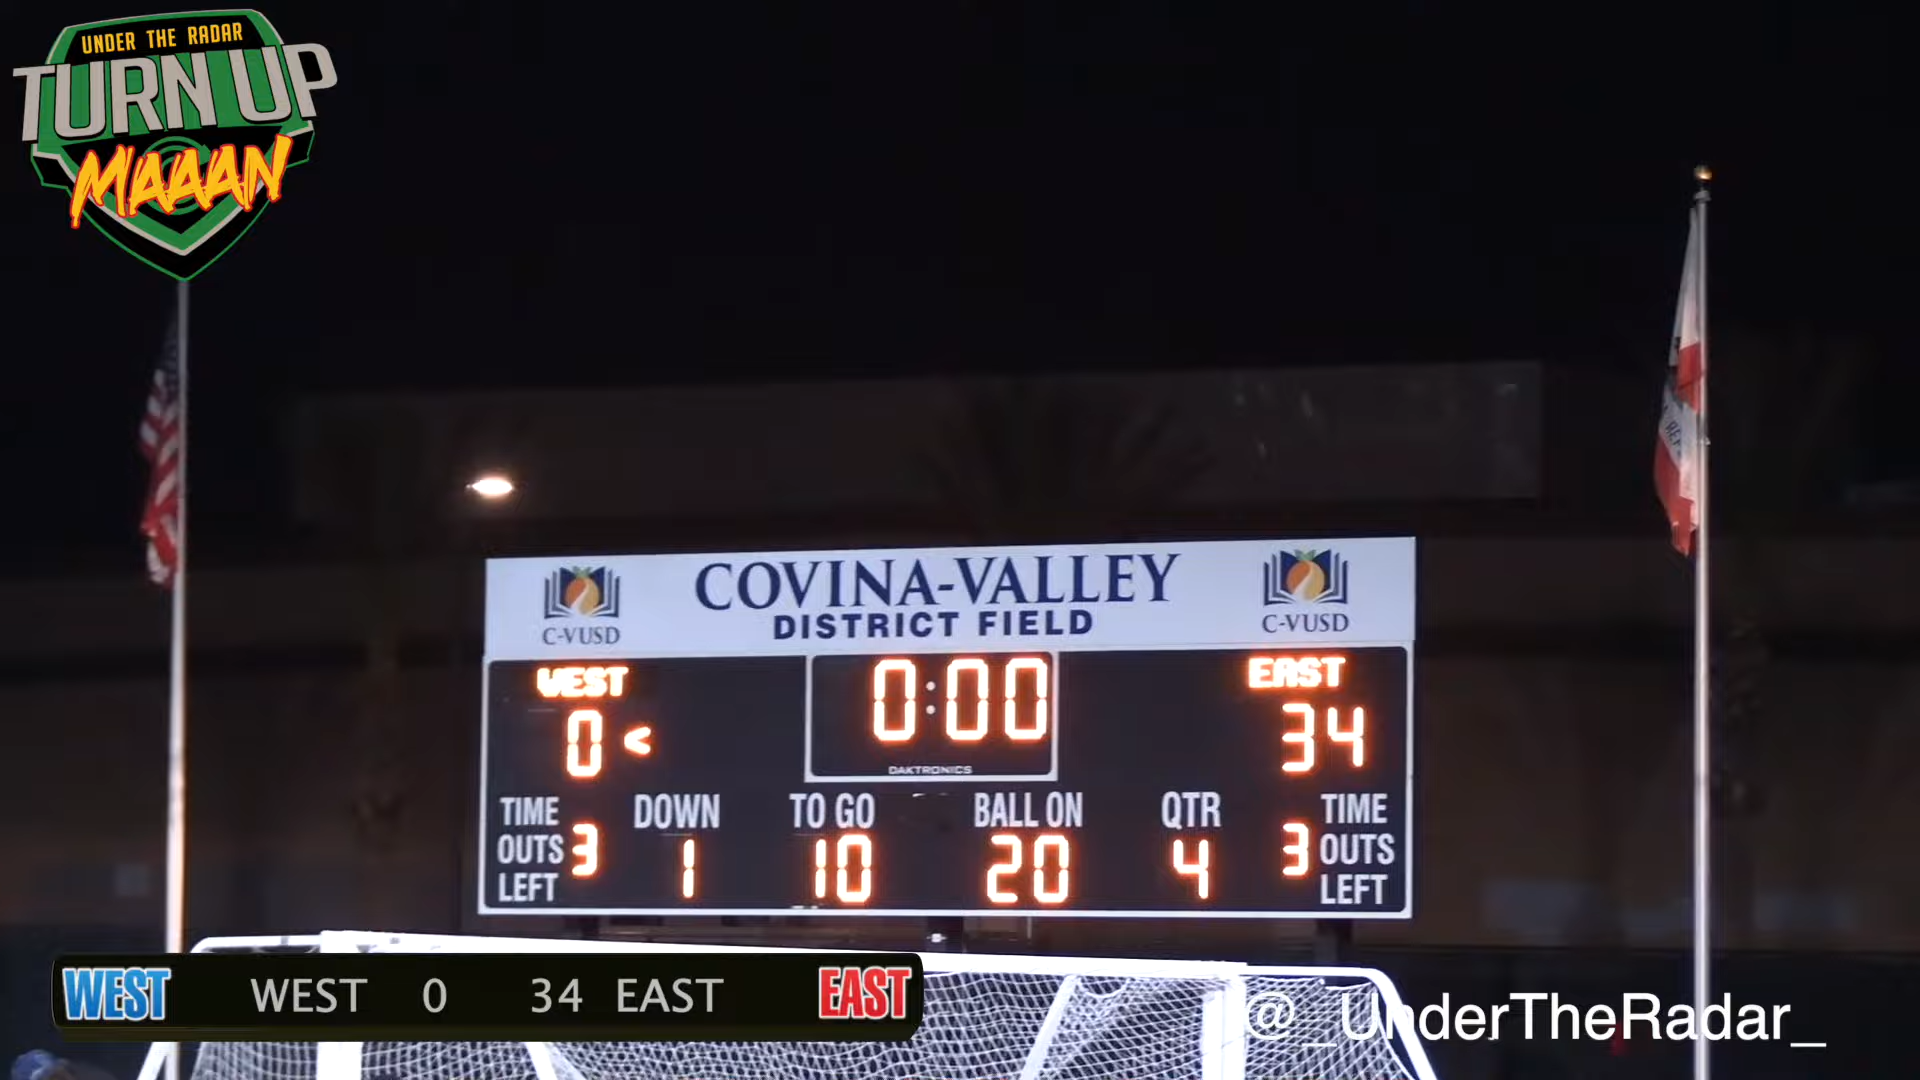 UNDER THE RADAR
TURN UP
MAAAN
COVINA-VALLEY
DISTRICT FIELD
C-VUSD
C-VUSD
WEST
0:00
EAST
0 <
34
DAKTRONICS
TIME OUTS LEFT 3
DOWN 1
TO GO 10
BALL ON 20
QTR 4
3 TIME OUTS LEFT
WEST WEST 0 34 EAST EAST
@_UnderTheRadar_